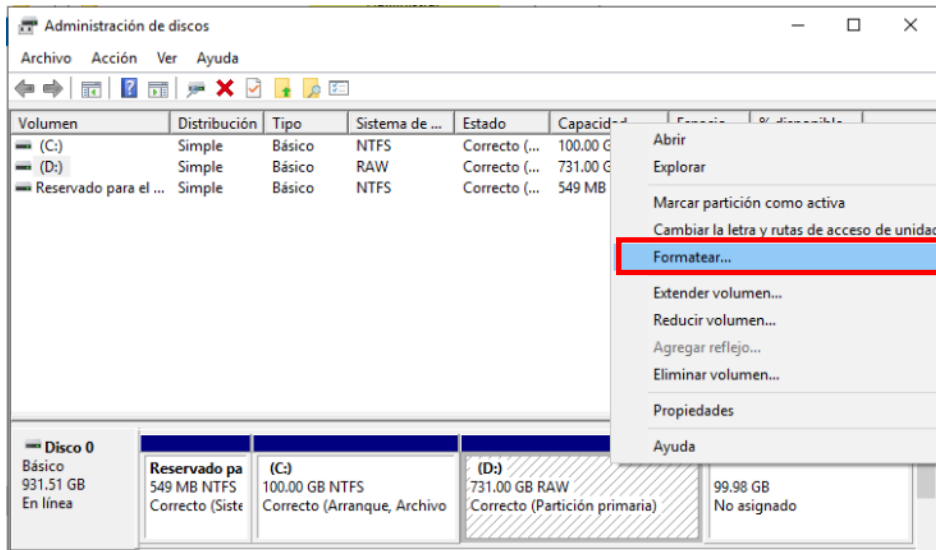 Administración de discos
Archivo Acción Ver Ayuda
Volumen Distribución Tipo Sistema de ... Estado Capacidad Espacio % disponible
(C:) Simple Básico NTFS Correcto (... 100.00 G
(D:) Simple Básico RAW Correcto (... 731.00 G
Reservado para el ... Simple Básico NTFS Correcto (... 549 MB
Abrir
Explorar
Marcar partición como activa
Cambiar la letra y rutas de acceso de unidad
Formatear...
Extender volumen...
Reducir volumen...
Agregar reflejo...
Eliminar volumen...
Propiedades
Ayuda
Disco 0
Básico
931.51 GB
En línea
Reservado pa
549 MB NTFS
Correcto (Siste
(C:)
100.00 GB NTFS
Correcto (Arranque, Archivo
(D:)
731.00 GB RAW
Correcto (Partición primaria)
99.98 GB
No asignado